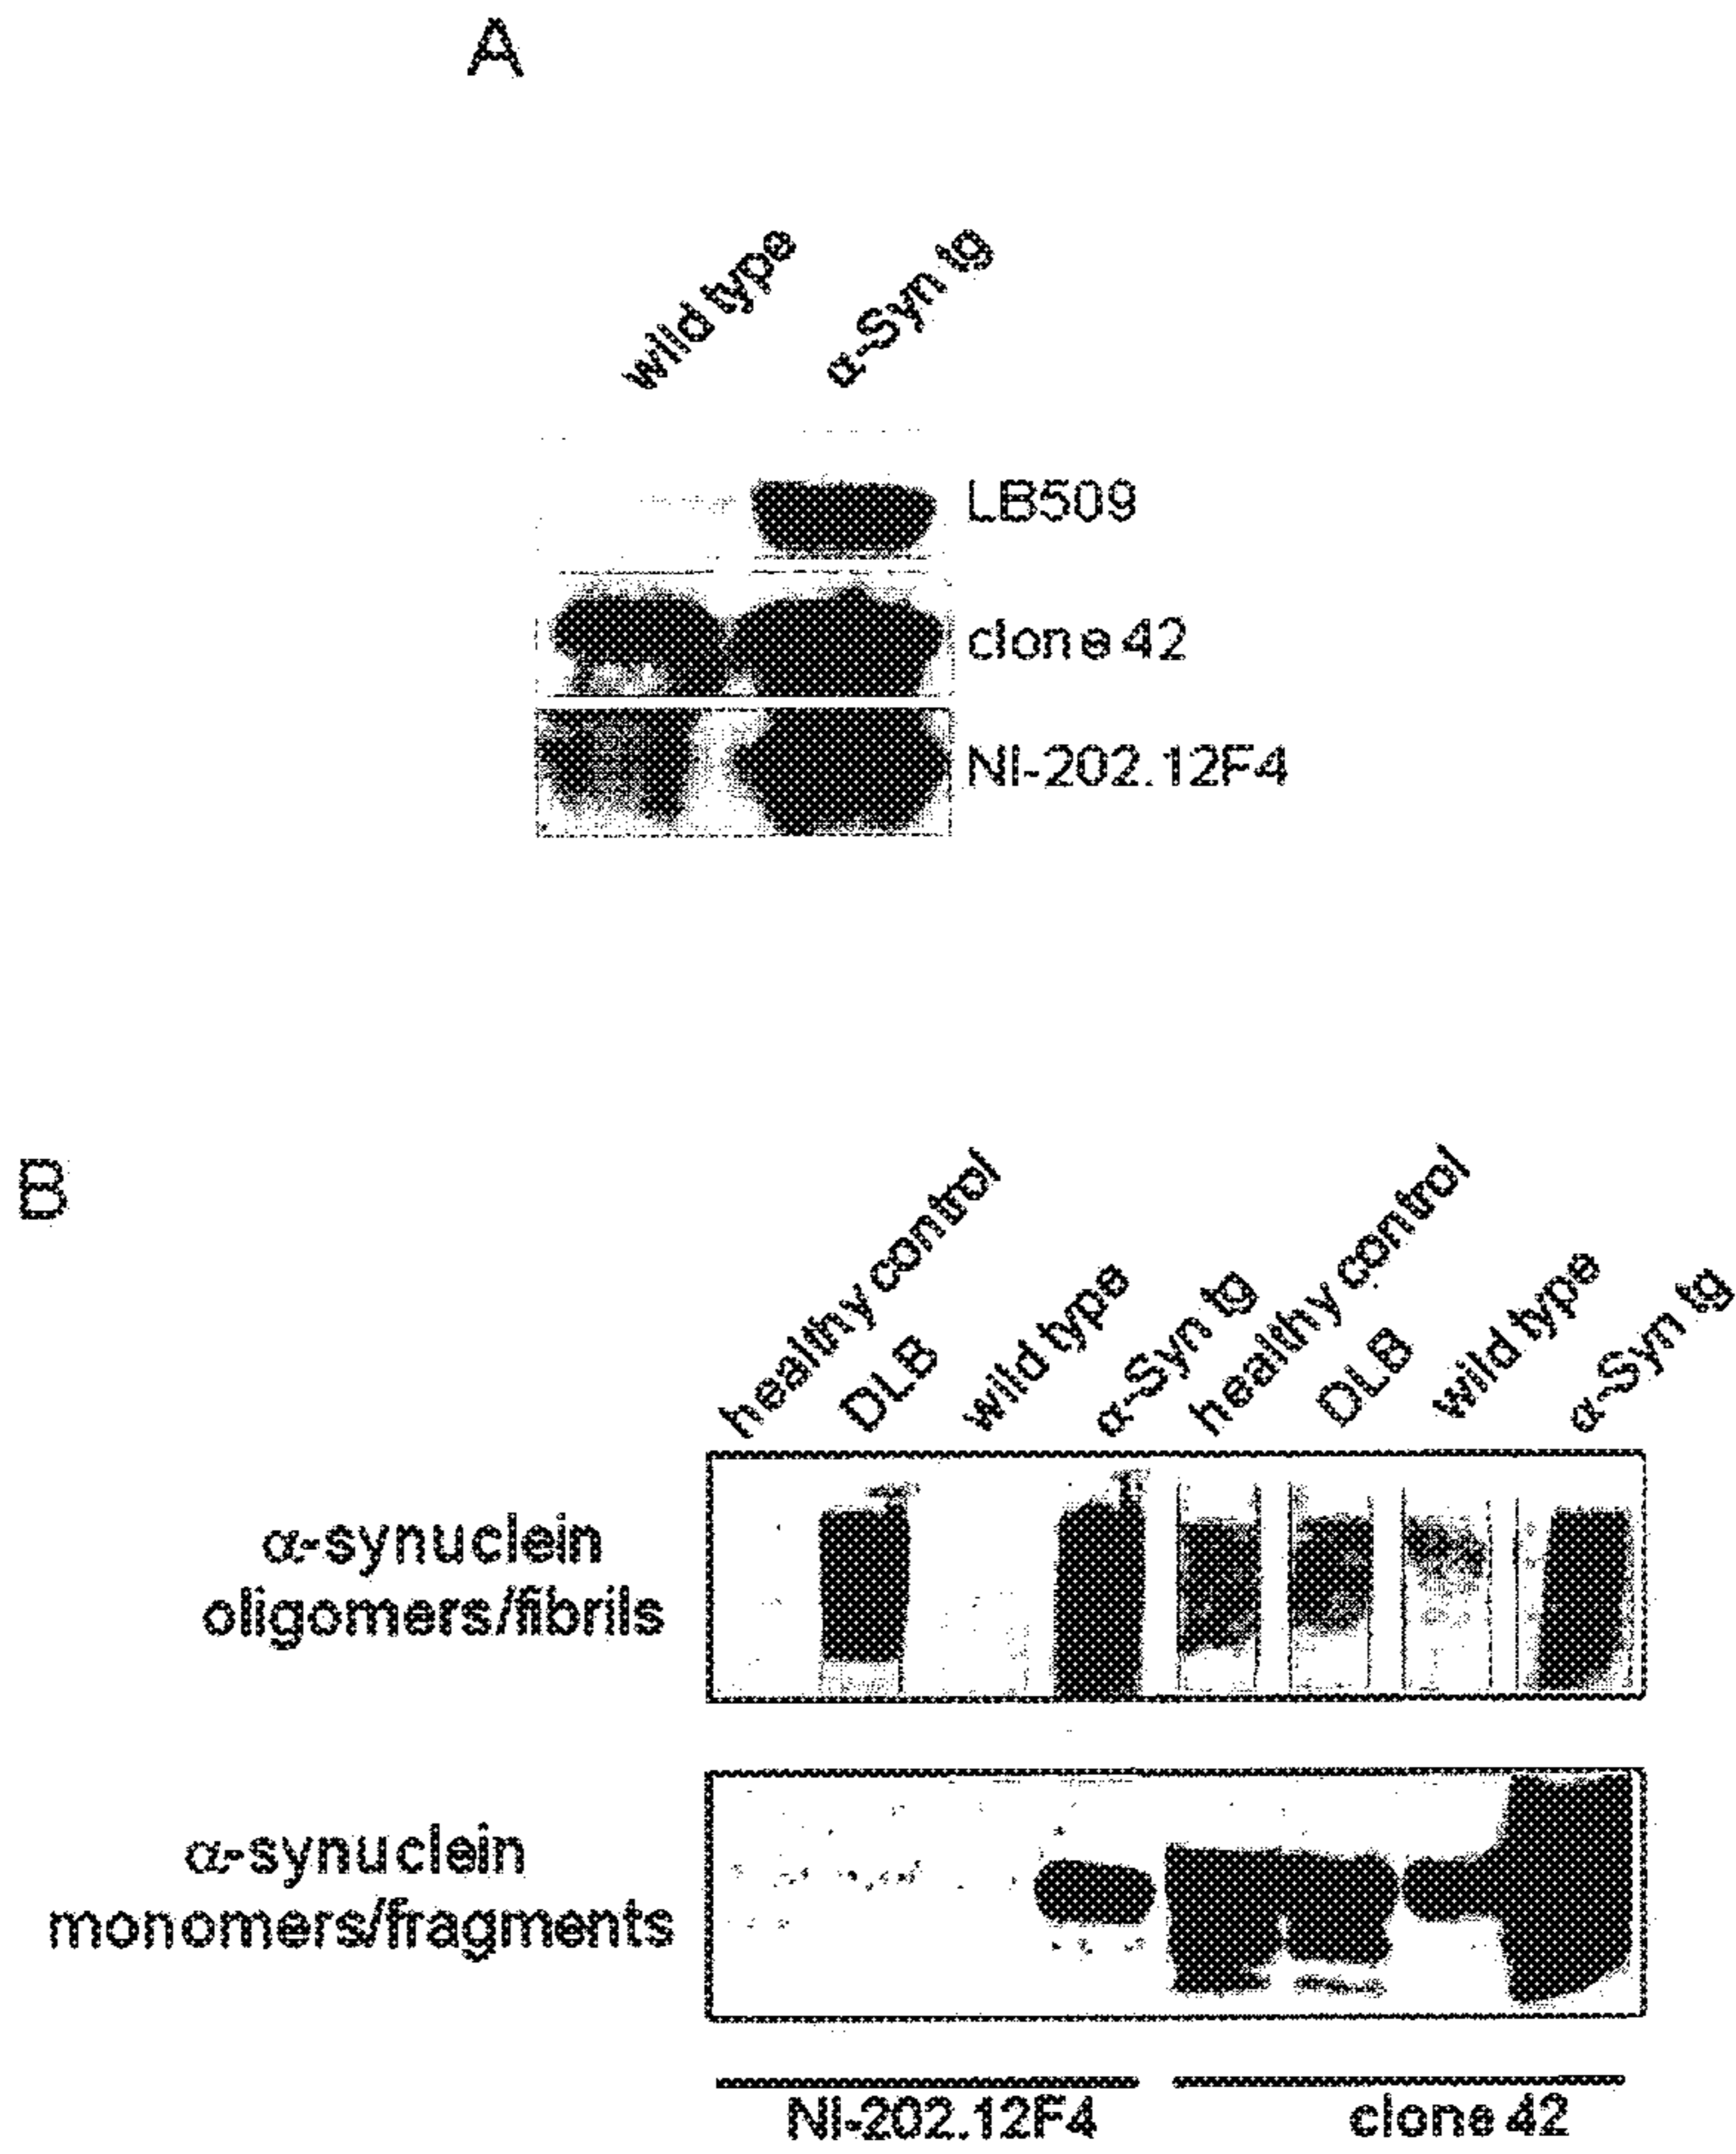 A
wild type
α-Syn tg
LB509
clone 42
NI-202.12F4
B
healthy control
DLB
wild type
α-Syn tg
healthy control
DLB
wild type
α-Syn tg
α-synuclein
oligomers/fibrils
α-synuclein
monomers/fragments
NI-202.12F4
clone 42